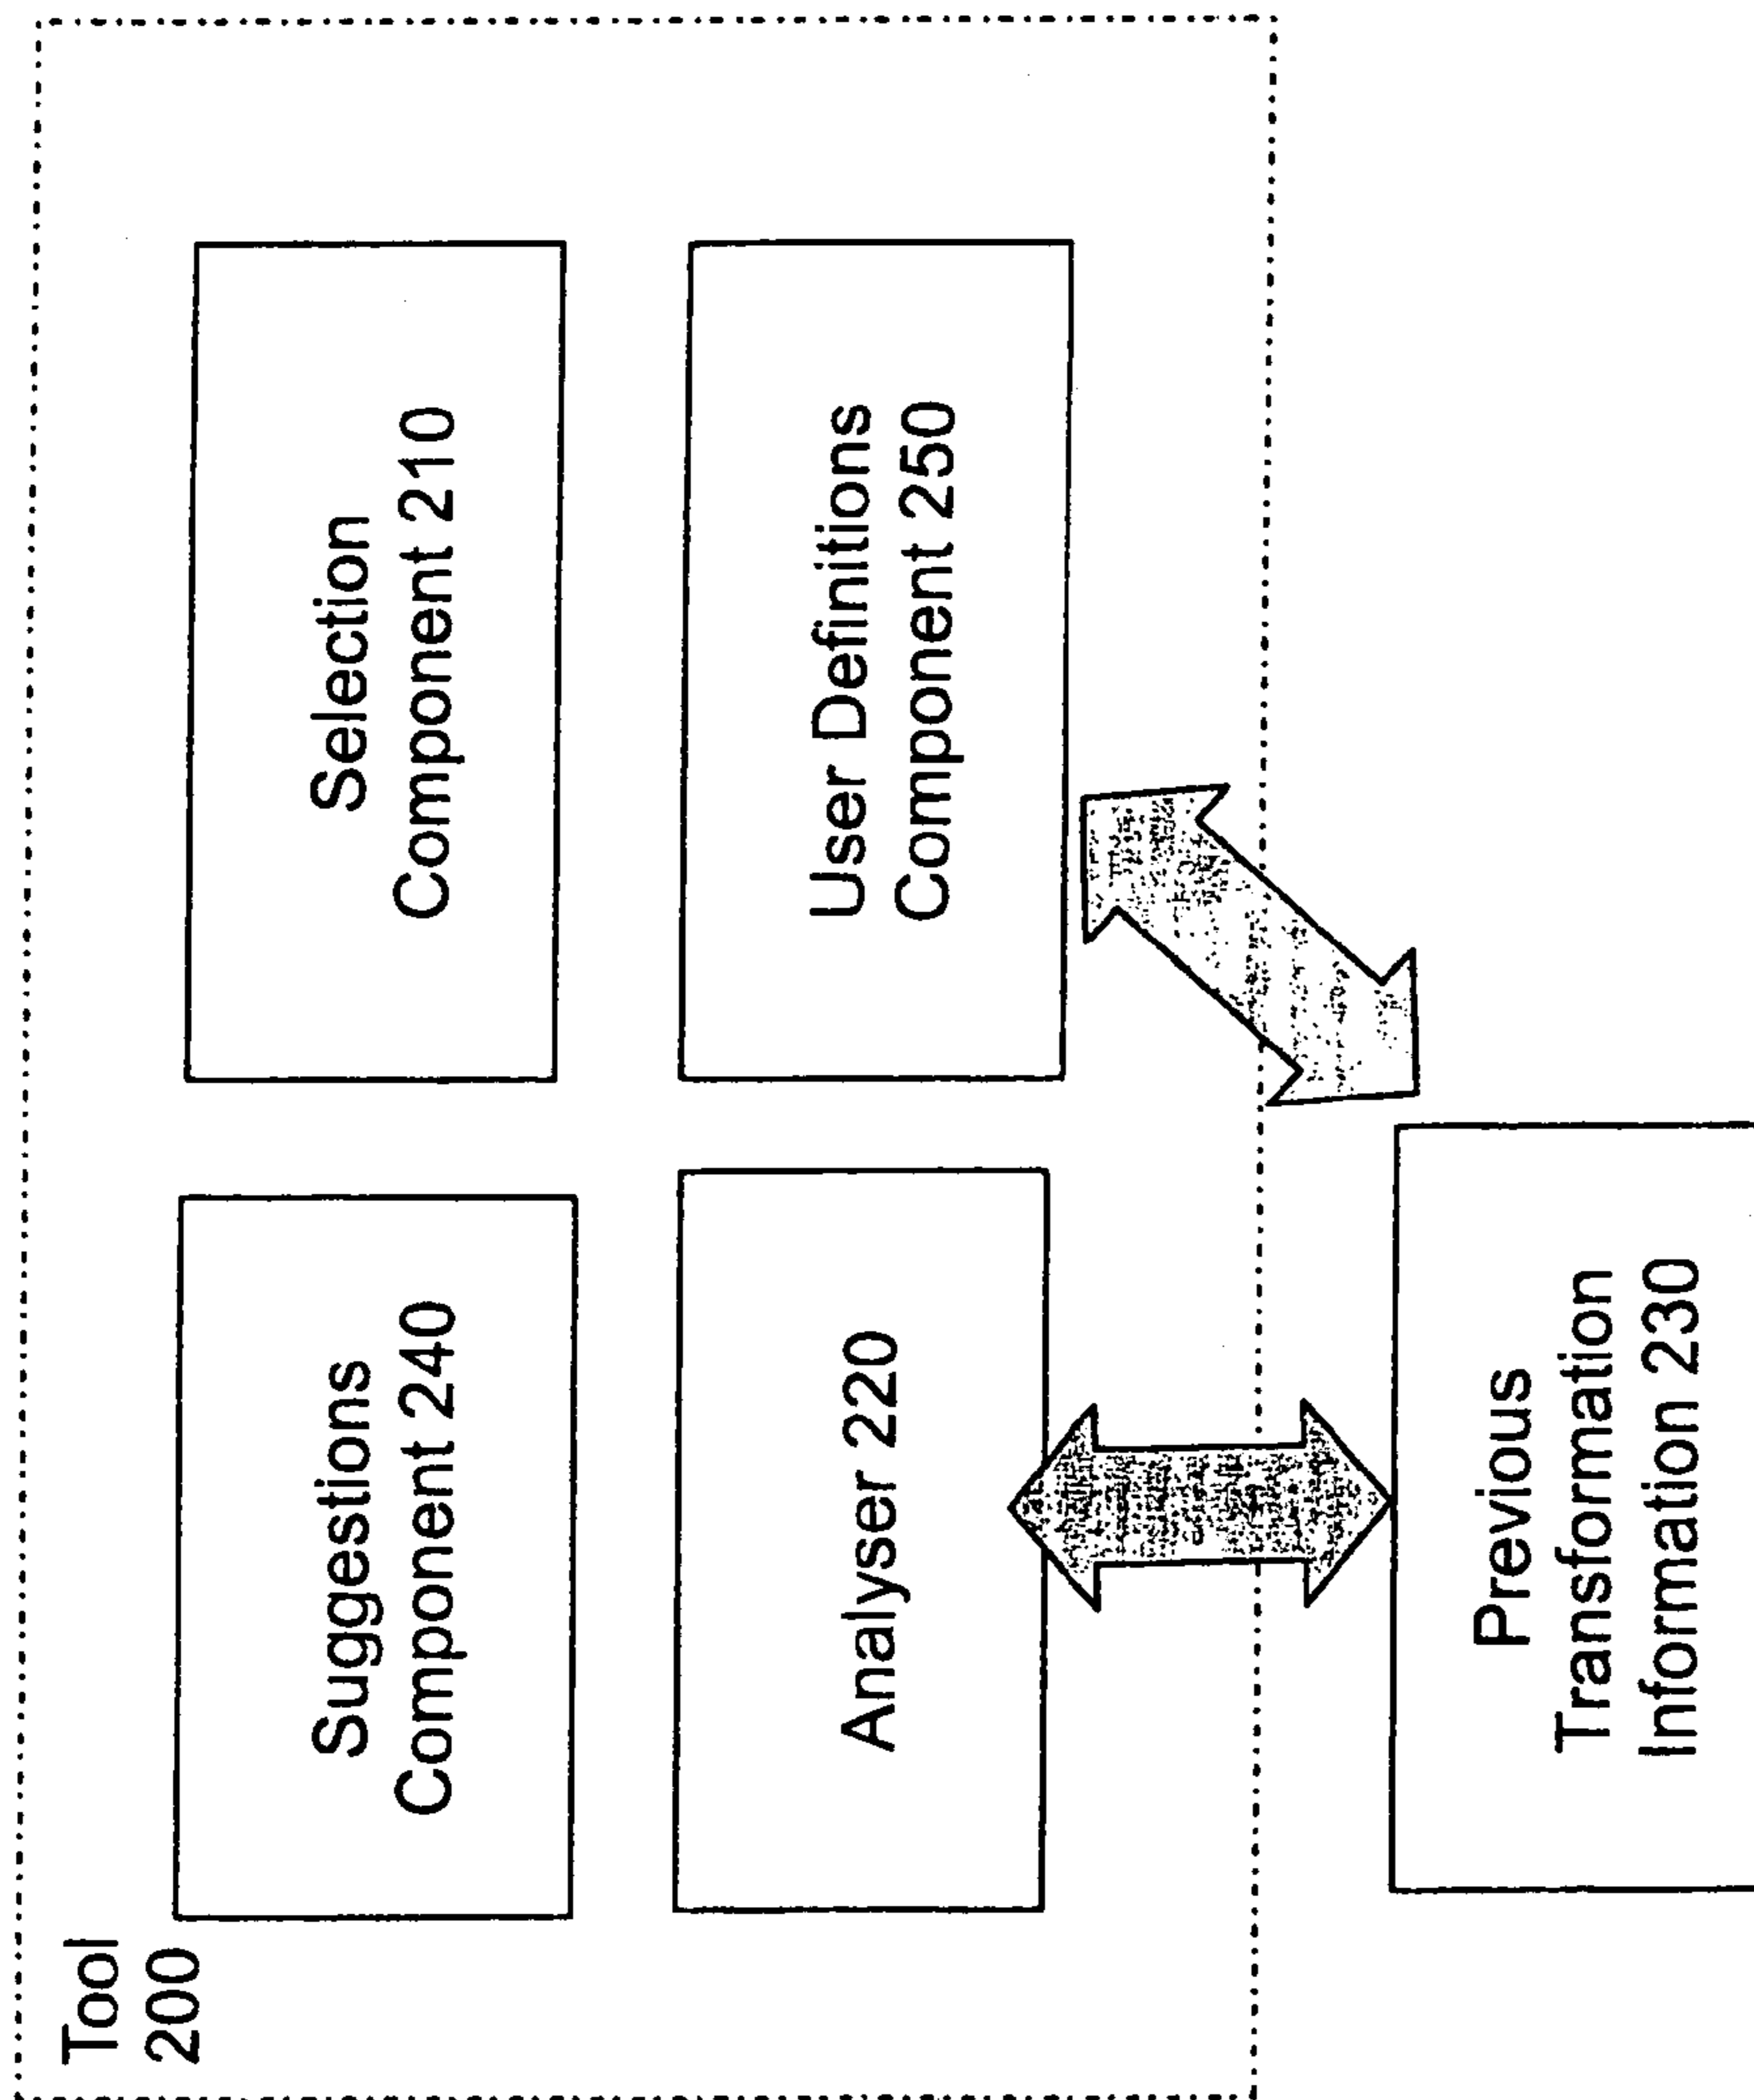 Tool
200
Suggestions
Component 240
Selection
Component 210
Analyser 220
User Definitions
Component 250
Previous
Transformation
Information 230